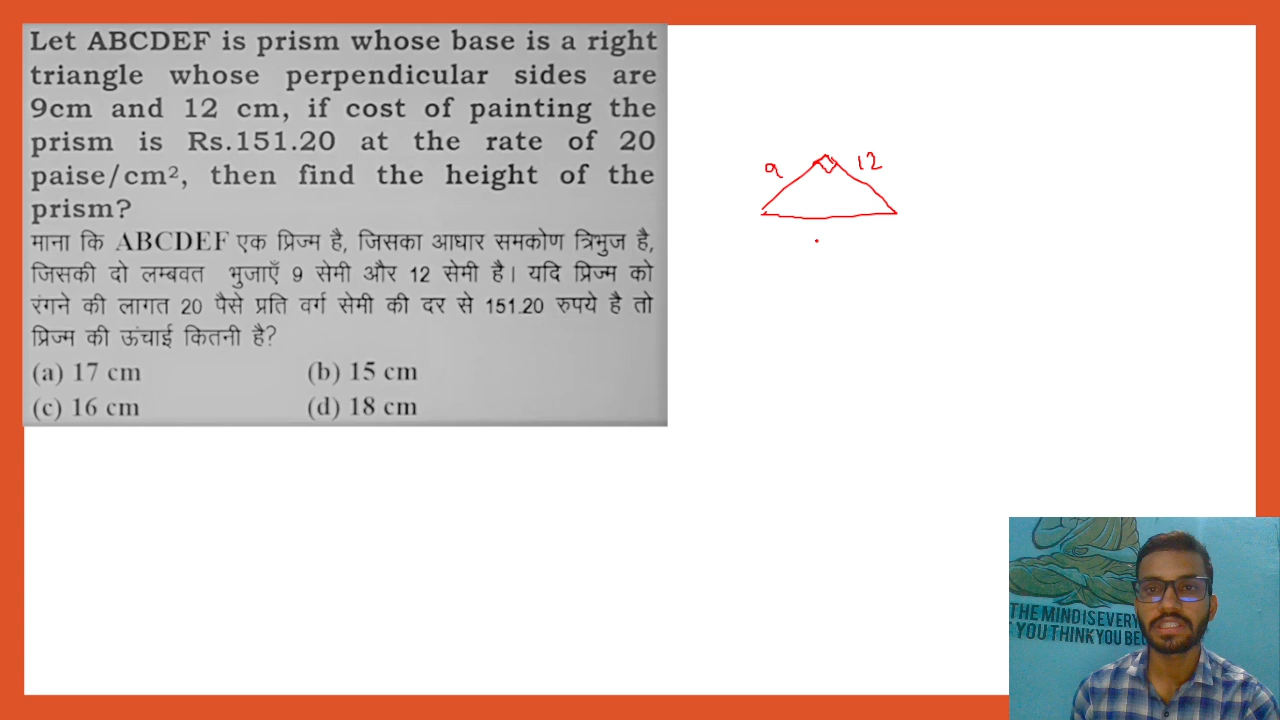 Let ABCDEF is prism whose base is a right
triangle whose perpendicular sides are
9cm and 12 cm, if cost of painting the
prism is Rs.151.20 at the rate of 20
paise/cm², then find the height of the
prism?
माना कि ABCDEF एक प्रिज्म है, जिसका आधार समकोण त्रिभुज है,
जिसकी दो लम्बवत भुजाएँ 9 सेमी और 12 सेमी है। यदि प्रिज्म को
रंगने की लागत 20 पैसे प्रति वर्ग सेमी की दर से 151.20 रुपये है तो
प्रिज्म की ऊंचाई कितनी है?
(a) 17 cm (b) 15 cm
(c) 16 cm (d) 18 cm
9 12
THE MIND IS EVERY
YOU THINK YOU BE